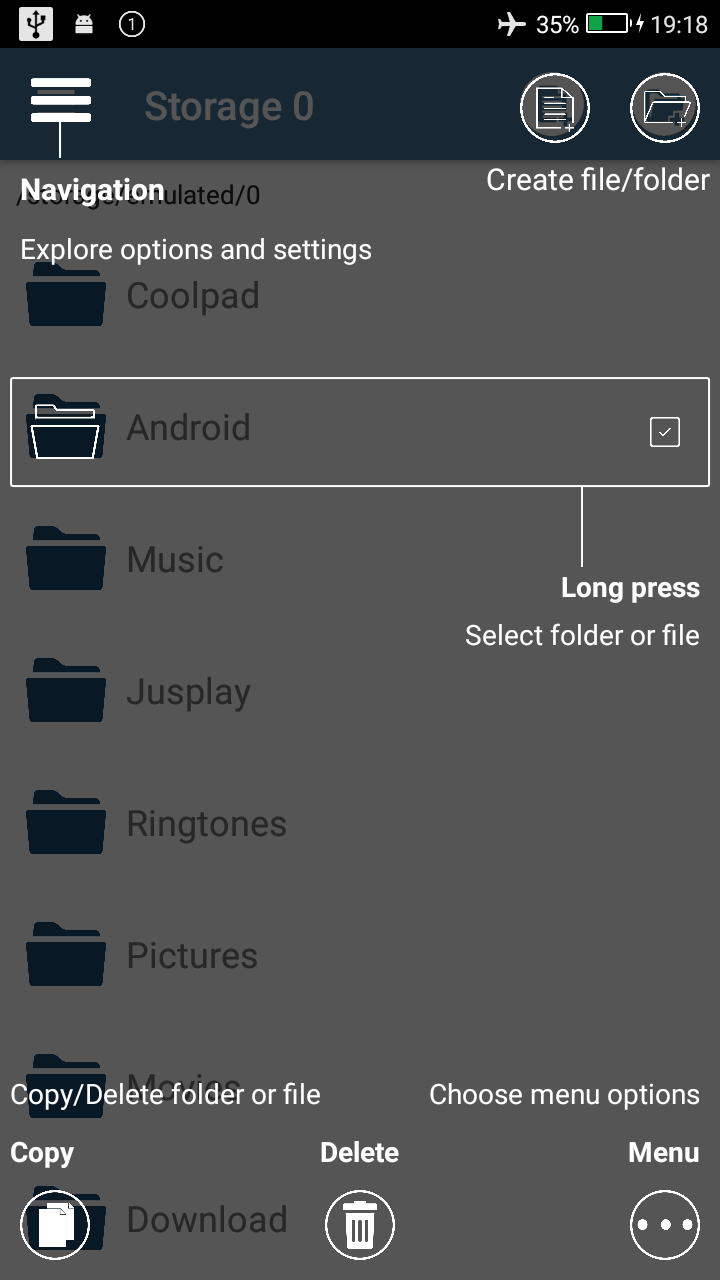 1
35%
19:18
Storage 0
Navigation
/storage/emulated/0
Create file/folder
Explore options and settings
Coolpad
Android
Music
Long press
Select folder or file
Jusplay
Ringtones
Pictures
Movies
Copy/Delete folder or file
Choose menu options
Copy
Delete
Menu
Download